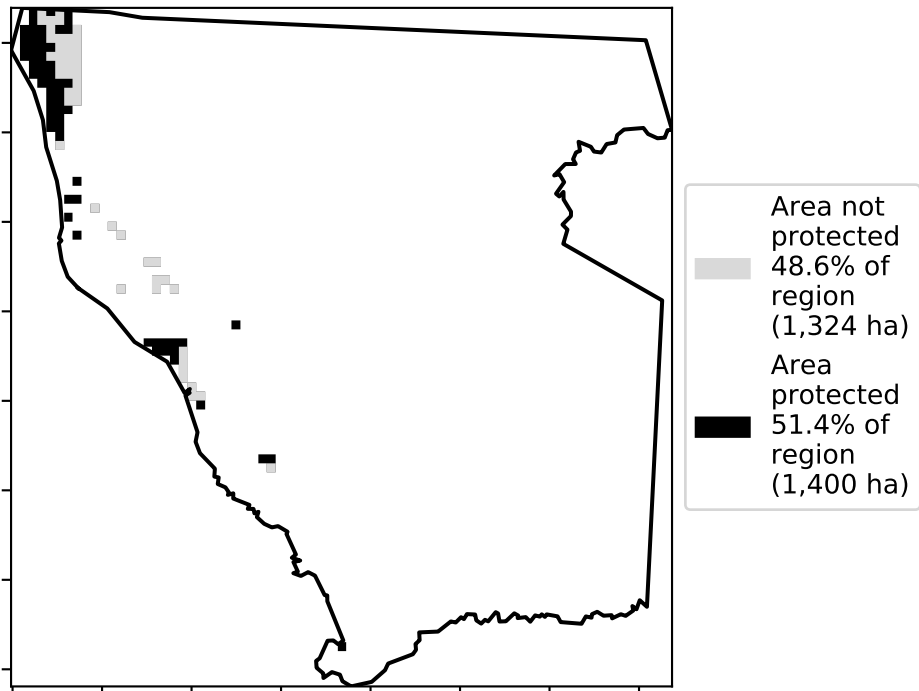 Area not
protected
48.6% of
region
(1,324 ha)
Area
protected
51.4% of
region
(1,400 ha)